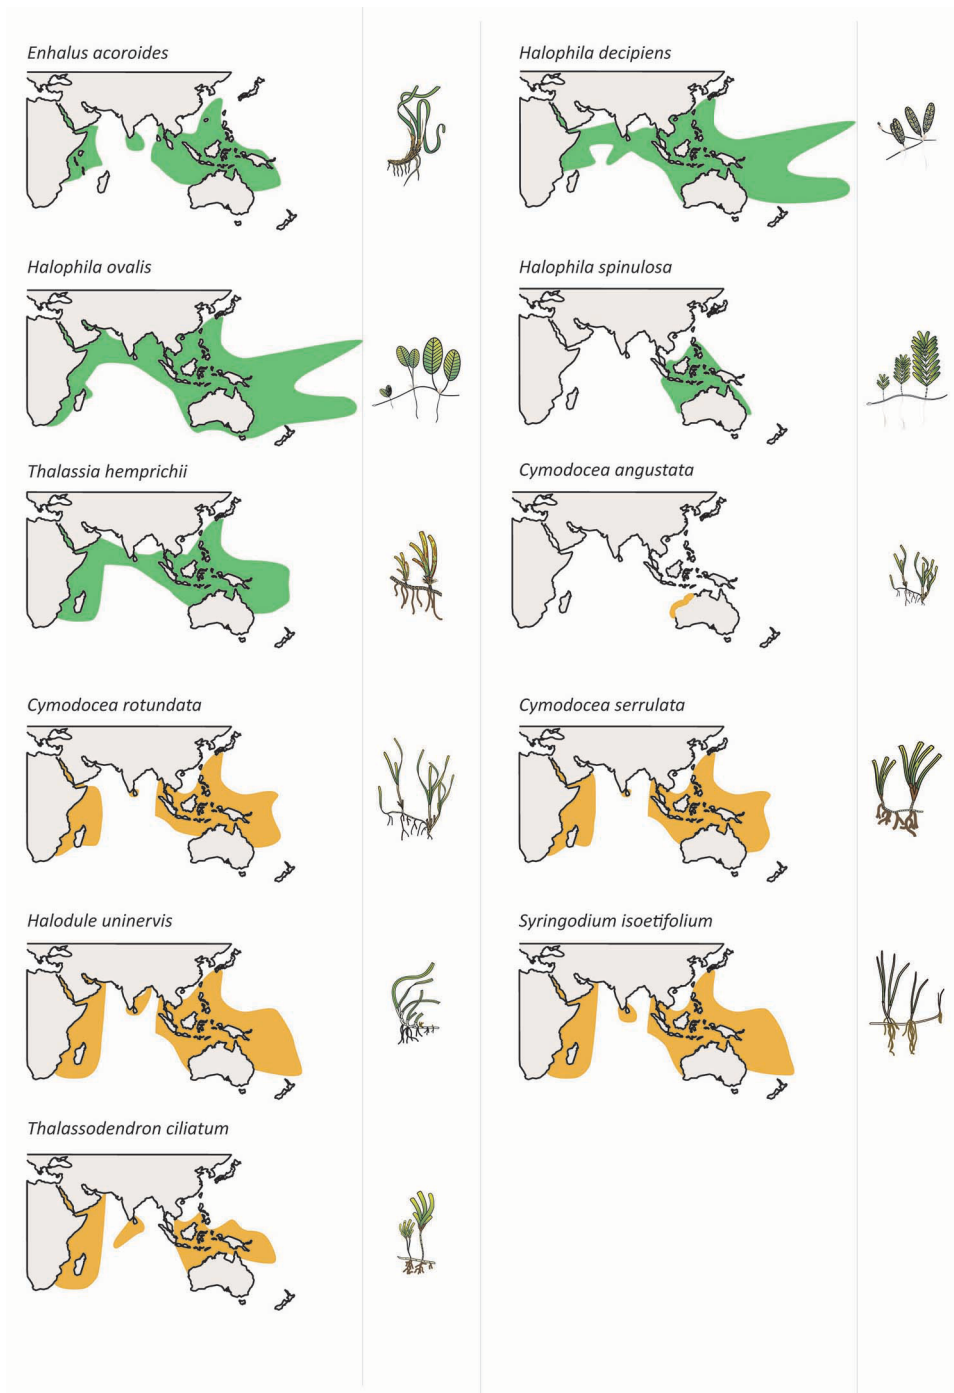 Enhalus acoroides
Halophila decipiens
Halophila ovalis
Halophila spinulosa
Thalassia hemprichii
Cymodocea angustata
Cymodocea rotundata
Cymodocea serrulata
Halodule uninervis
Syringodium isoetifolium
Thalassodendron ciliatum